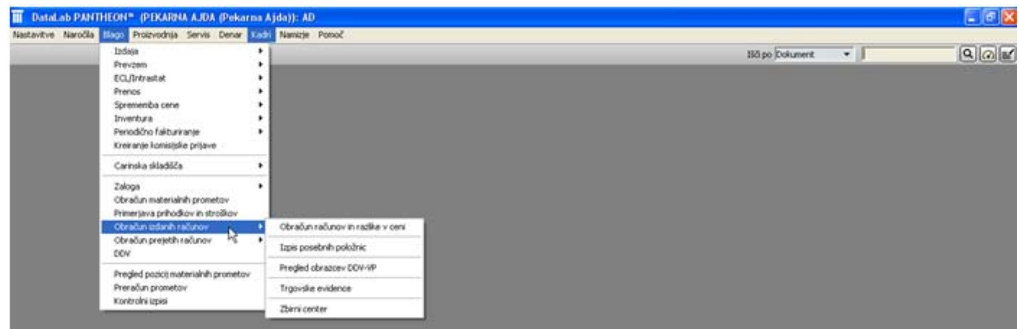 DataLab PANTHEON™ (PEKARNA AJDA (Pekarna Ajda)): AD
Nastavitve Naročila Blago Proizvodnja Servis Denar Kadri Namizje Pomoč
Išči po Dokument
Izdaja
Prevzem
ECL/Intrastat
Prenos
Sprememba cene
Inventura
Periodično fakturiranje
Kreiranje komisijske prijave
Carinska skladišča
Zaloga
Obračun materialnih prometov
Primerjava prihodkov in stroškov
Obračun izdanih računov
Obračun prejetih računov
DDV
Pregled pozicij materialnih prometov
Preračun prometov
Kontrolni izpisi
Obračun računov in razlike v ceni
Izpis posebnih položnic
Pregled obrazcev DDV-VP
Trgovske evidence
Zbirni center